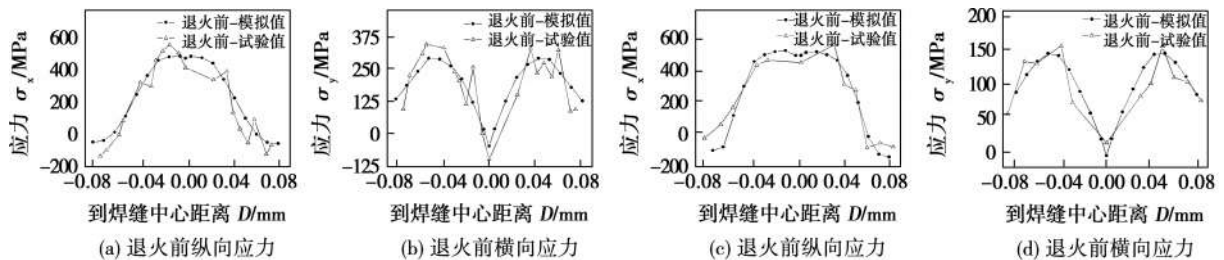 应力 σx/MPa
600
400
200
0
−200
退火前−模拟值
退火前−试验值
−0.08
−0.04
0.00
0.04
0.08
到焊缝中心距离 D/mm
(a) 退火前纵向应力
应力 σy/MPa
375
250
125
0
−125
退火前−模拟值
退火前−试验值
−0.08
−0.04
0.00
0.04
0.08
到焊缝中心距离 D/mm
(b) 退火前横向应力
应力 σx/MPa
600
400
200
0
−200
退火前−模拟值
退火前−试验值
−0.08
−0.04
0.00
0.04
0.08
到焊缝中心距离 D/mm
(c) 退火前纵向应力
应力 σy/MPa
200
150
100
50
0
退火前−模拟值
退火前−试验值
−0.08
−0.04
0.00
0.04
0.08
到焊缝中心距离 D/mm
(d) 退火前横向应力